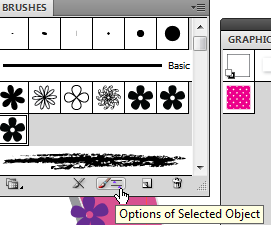 BRUSHES
GRAPHIC
Basic
Options of Selected Object